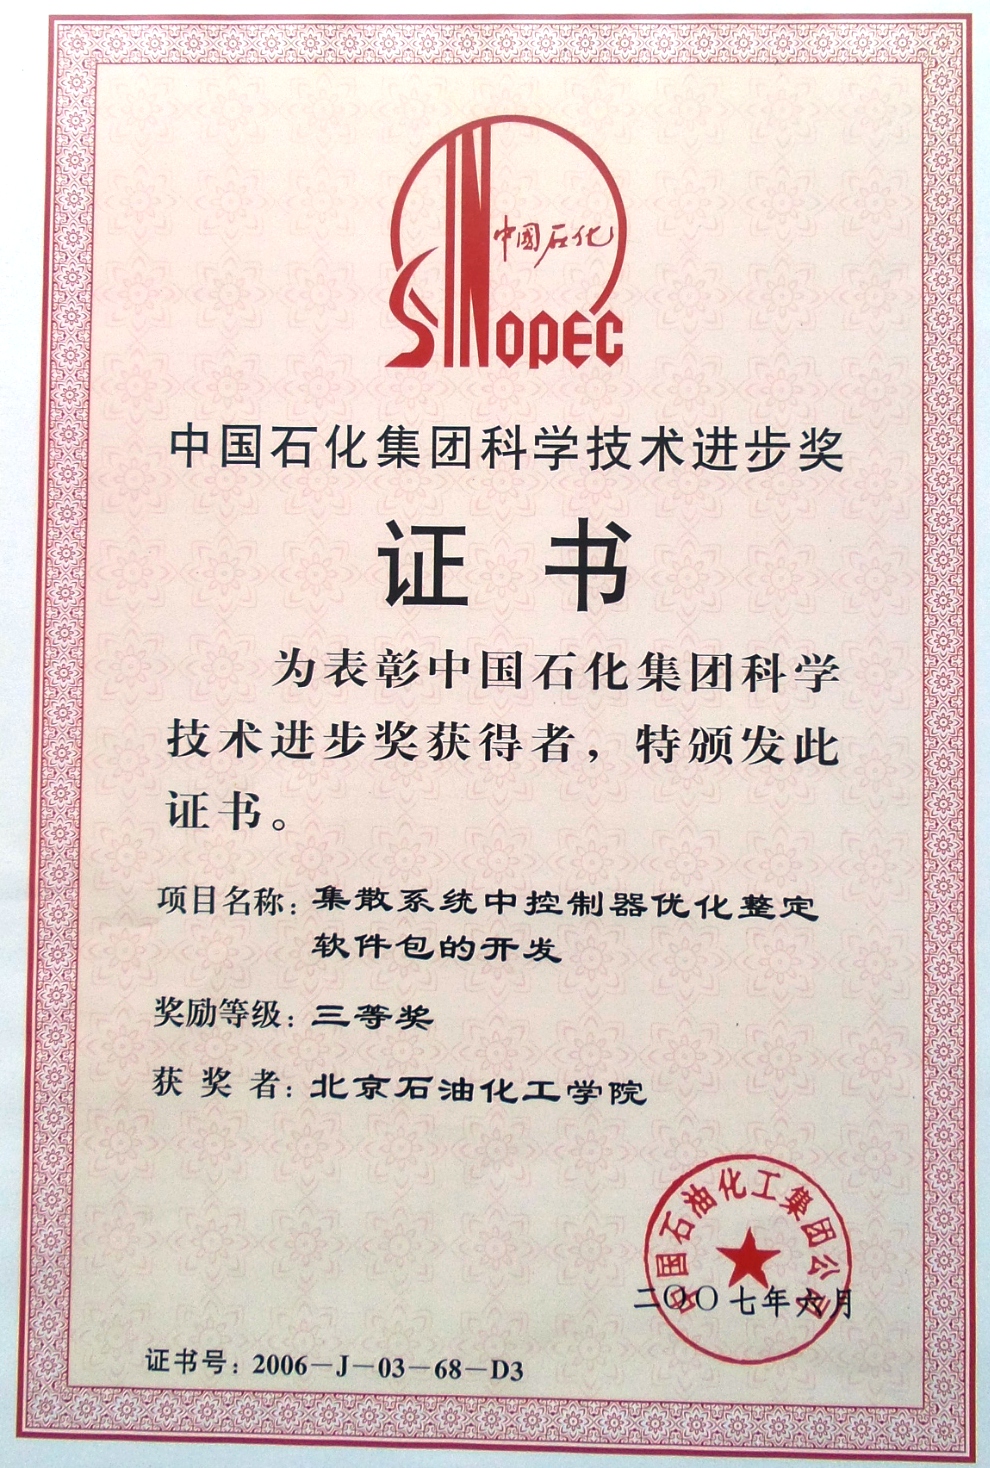 中国石化
SINOPEC
中国石化集团科学技术进步奖
证书
为表彰中国石化集团科学
技术进步奖获得者，特颁发此
证书。
项目名称：集散系统中控制器优化整定
软件包的开发
奖励等级：三等奖
获奖者：北京石油化工学院
中国石油化工集团公司
二〇〇七年六月
证书号：2006－J－03－68－D3